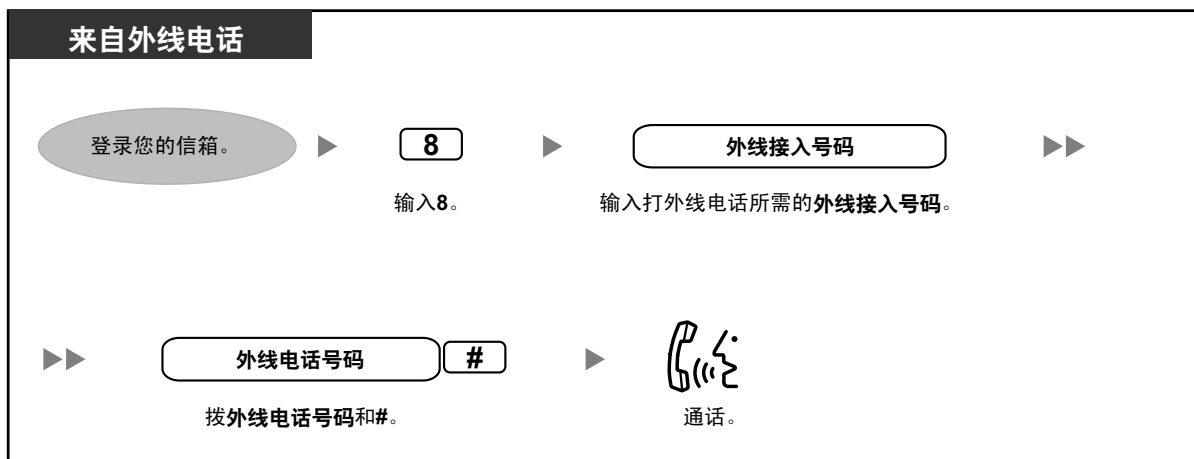 来自外线电话
登录您的信箱。
8
外线接入号码
输入8。
输入打外线电话所需的外线接入号码。
外线电话号码
#
拨外线电话号码和#。
通话。